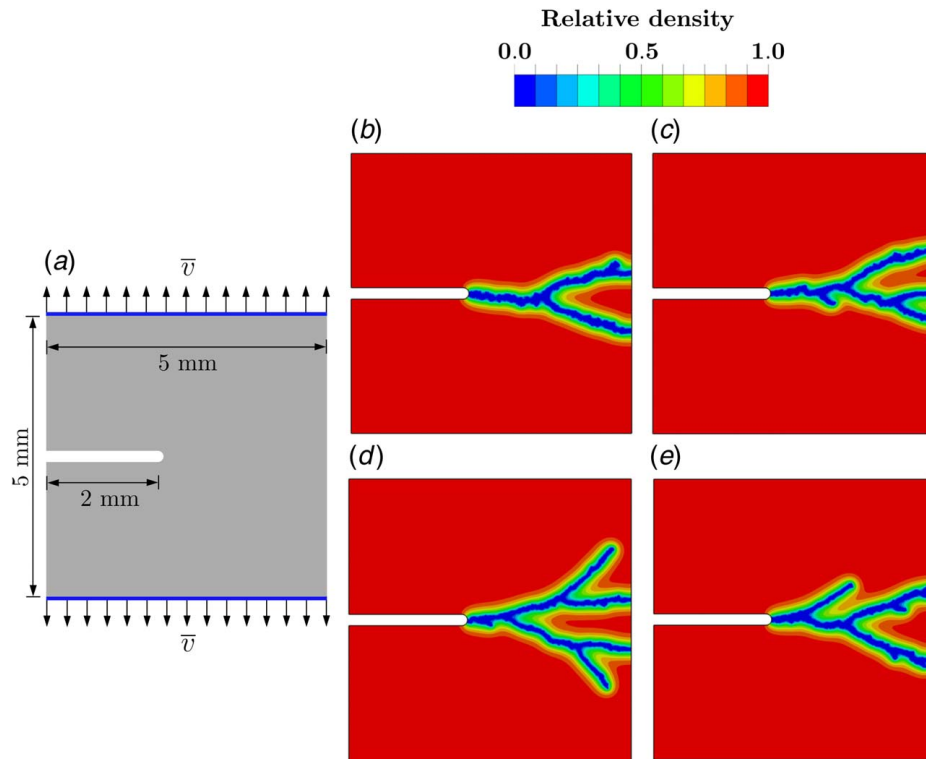 Relative density
0.0 0.5 1.0
(b) (c)
(a) v̅
5 mm
5 mm
2 mm
v̅
(d) (e)